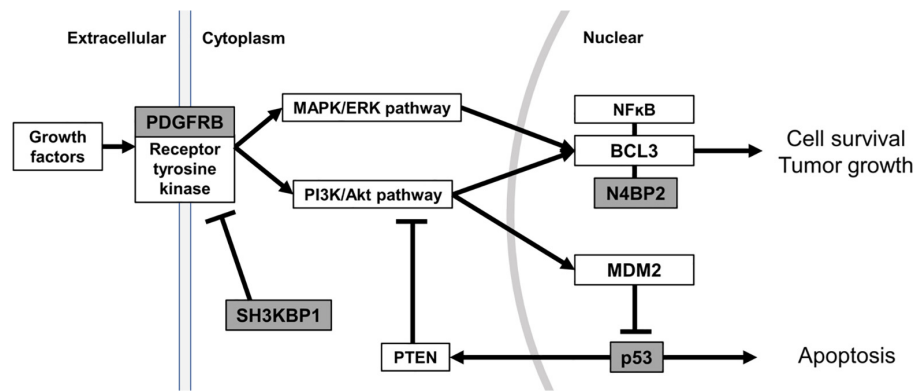 Extracellular
Cytoplasm
Nuclear
Growth
factors
PDGFRB
Receptor
tyrosine
kinase
MAPK/ERK pathway
PI3K/Akt pathway
NFκB
BCL3
N4BP2
Cell survival
Tumor growth
MDM2
SH3KBP1
PTEN
p53
Apoptosis